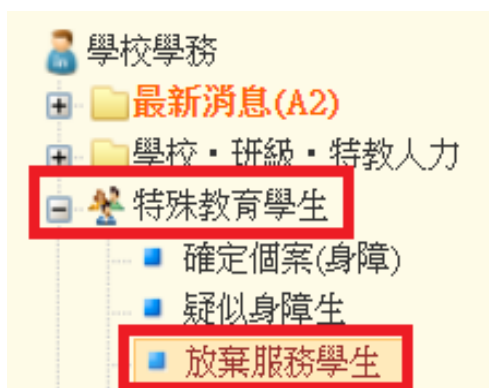 學校學務
最新消息(A2)
學校・班級・特教人力
特殊教育學生
確定個案(身障)
疑似身障生
放棄服務學生